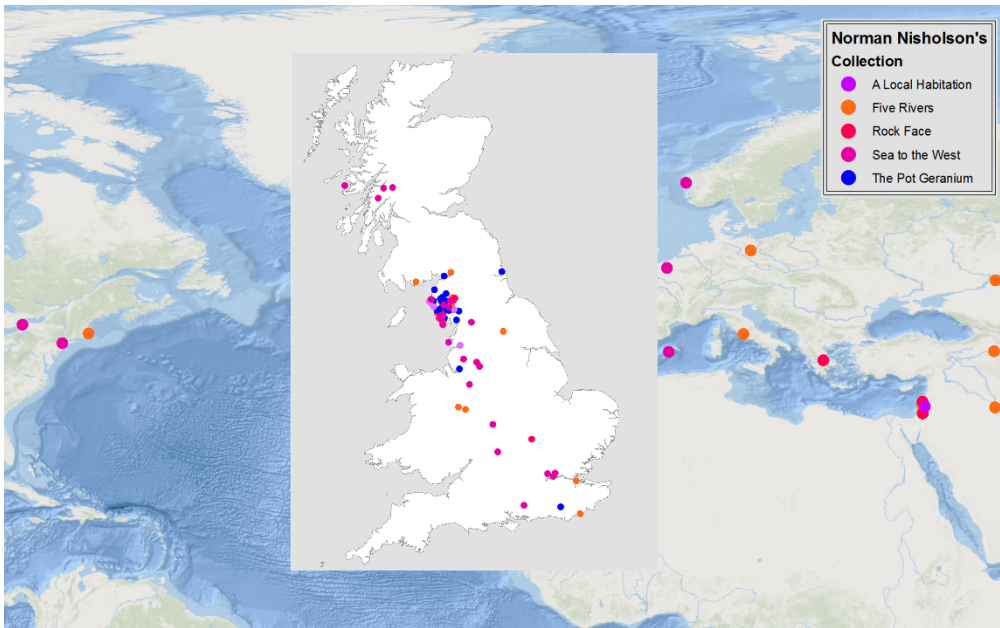 Norman Nisholson's
Collection
A Local Habitation
Five Rivers
Rock Face
Sea to the West
The Pot Geranium